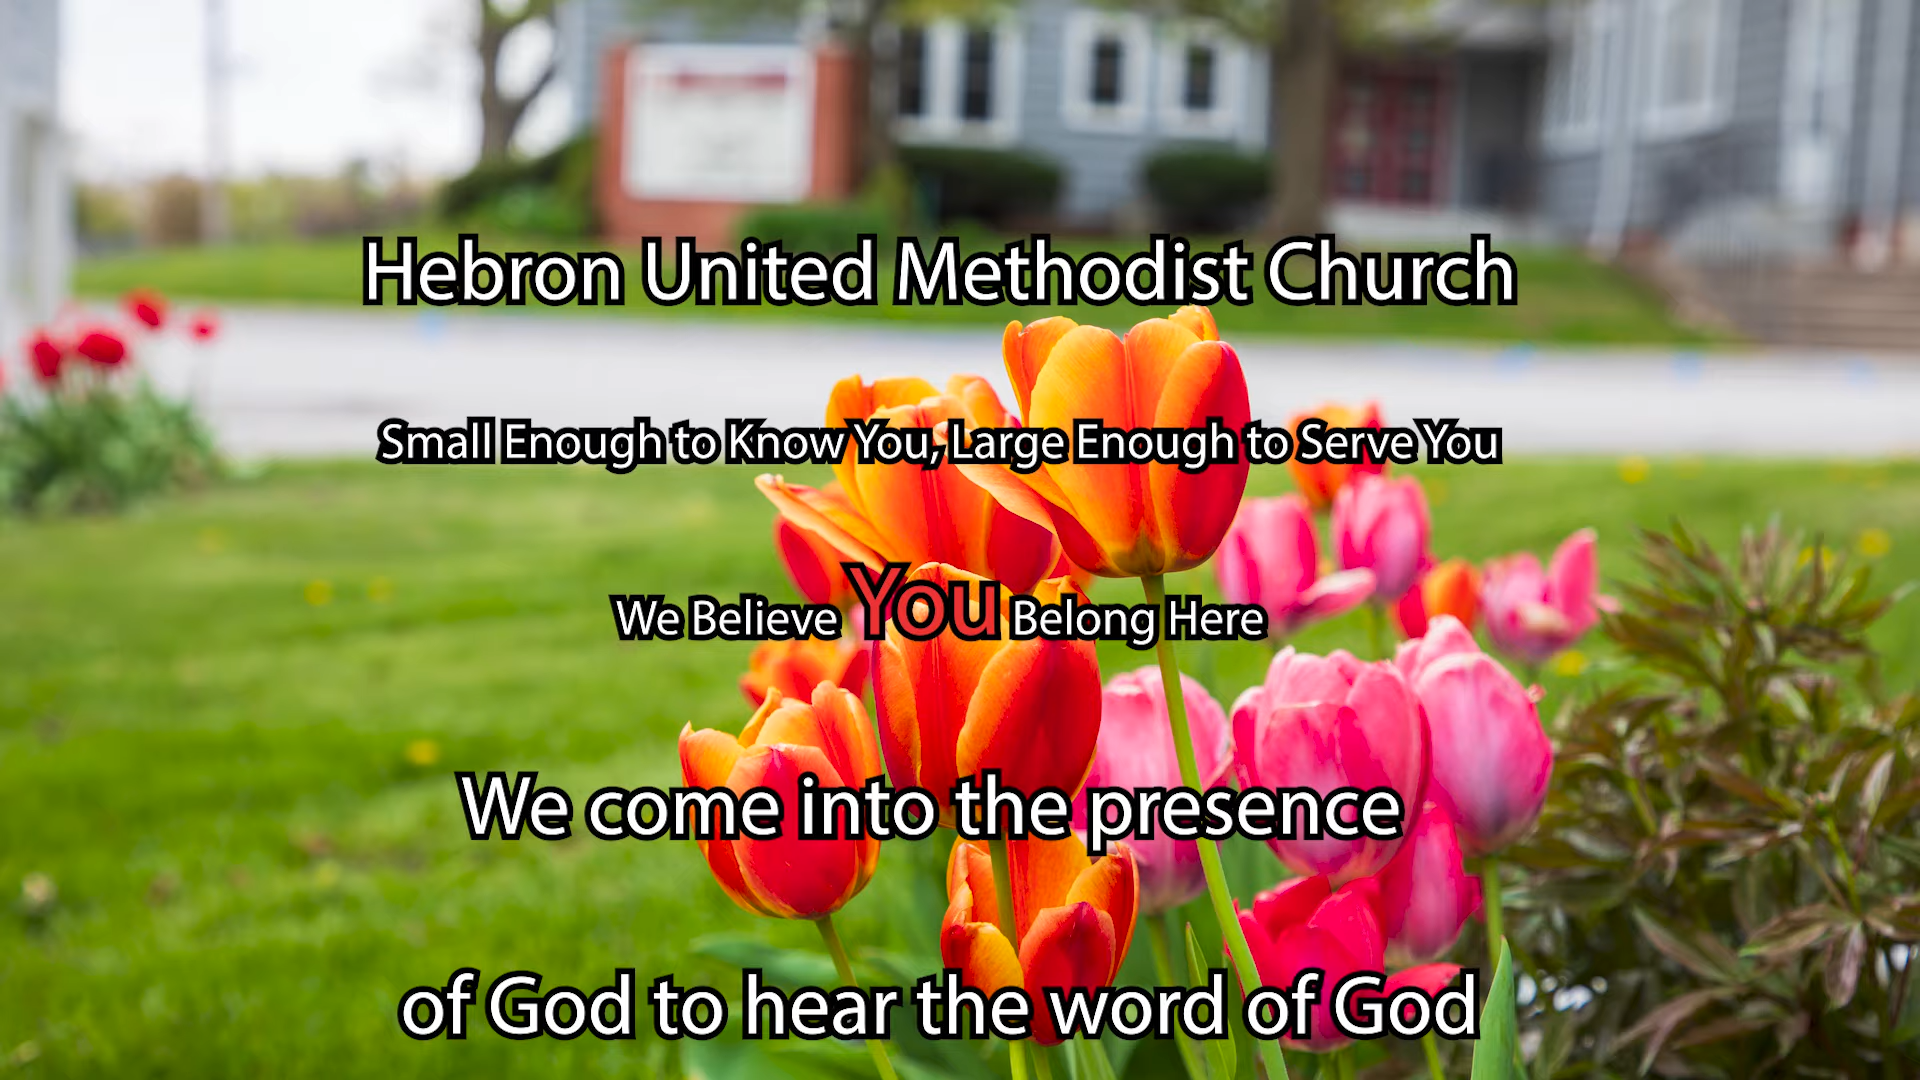 Hebron United Methodist Church
Small Enough to Know You, Large Enough to Serve You
We Believe You Belong Here
We come into the presence
of God to hear the word of God